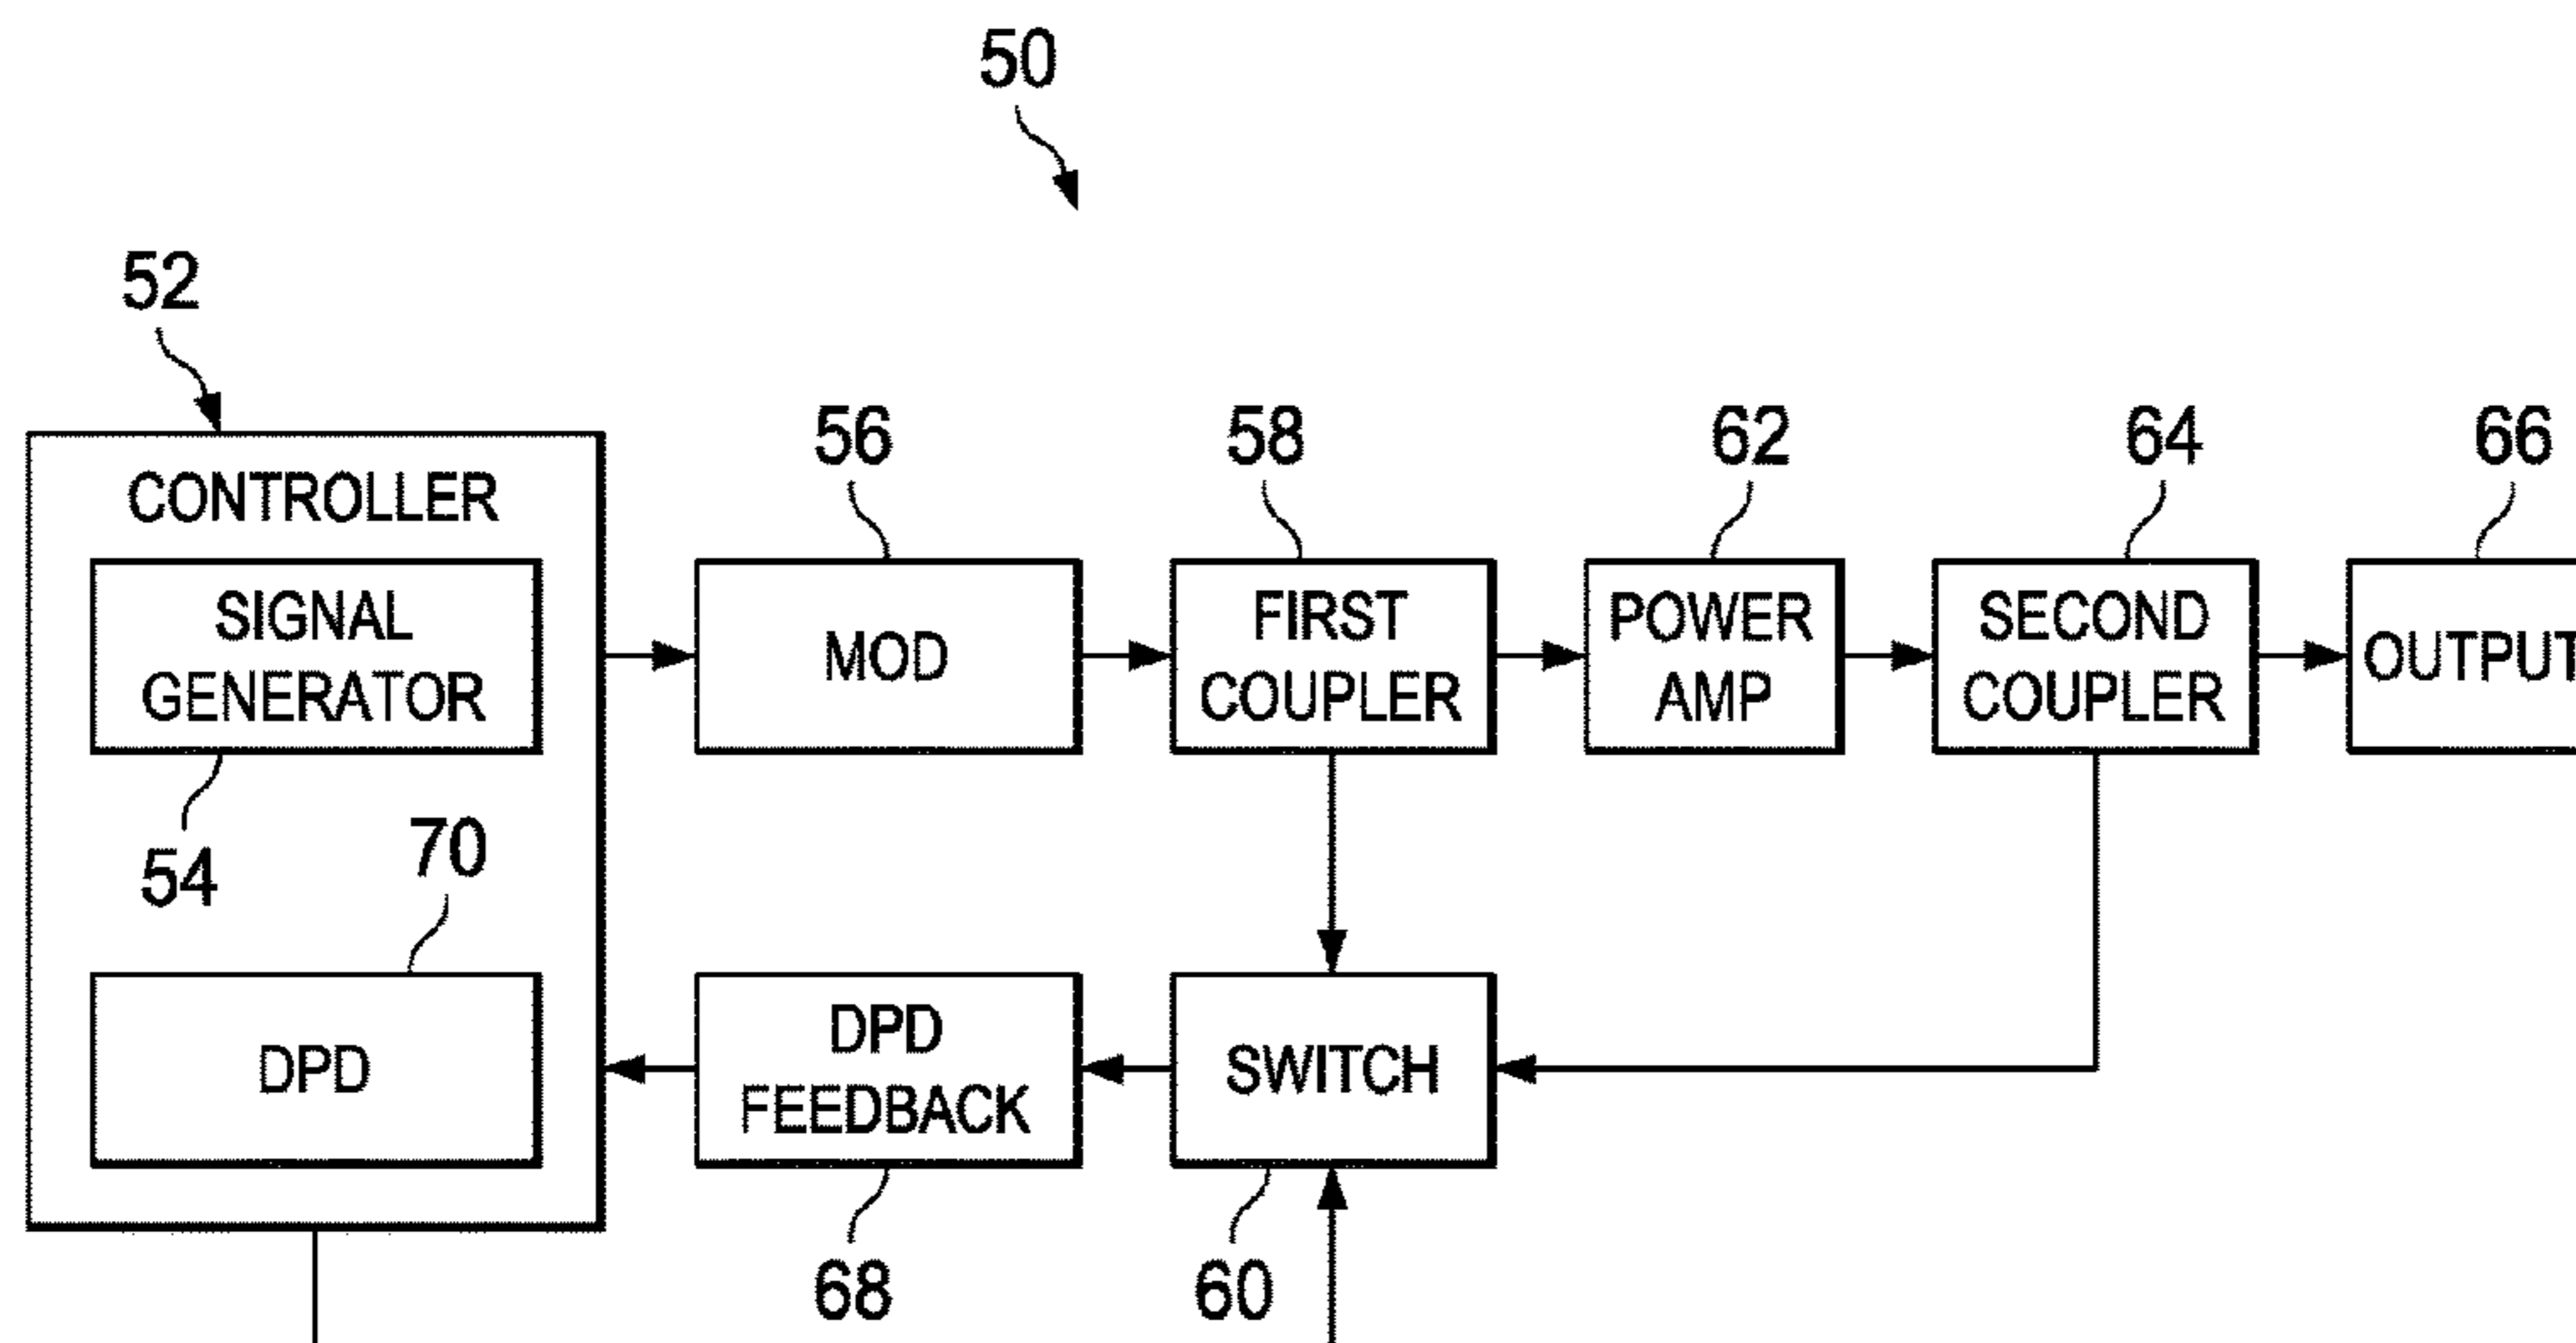 50
52
56
58
62
64
66
CONTROLLER
SIGNAL
GENERATOR
MOD
FIRST
COUPLER
POWER
AMP
SECOND
COUPLER
OUTPUT
54
70
DPD
DPD
FEEDBACK
SWITCH
68
60